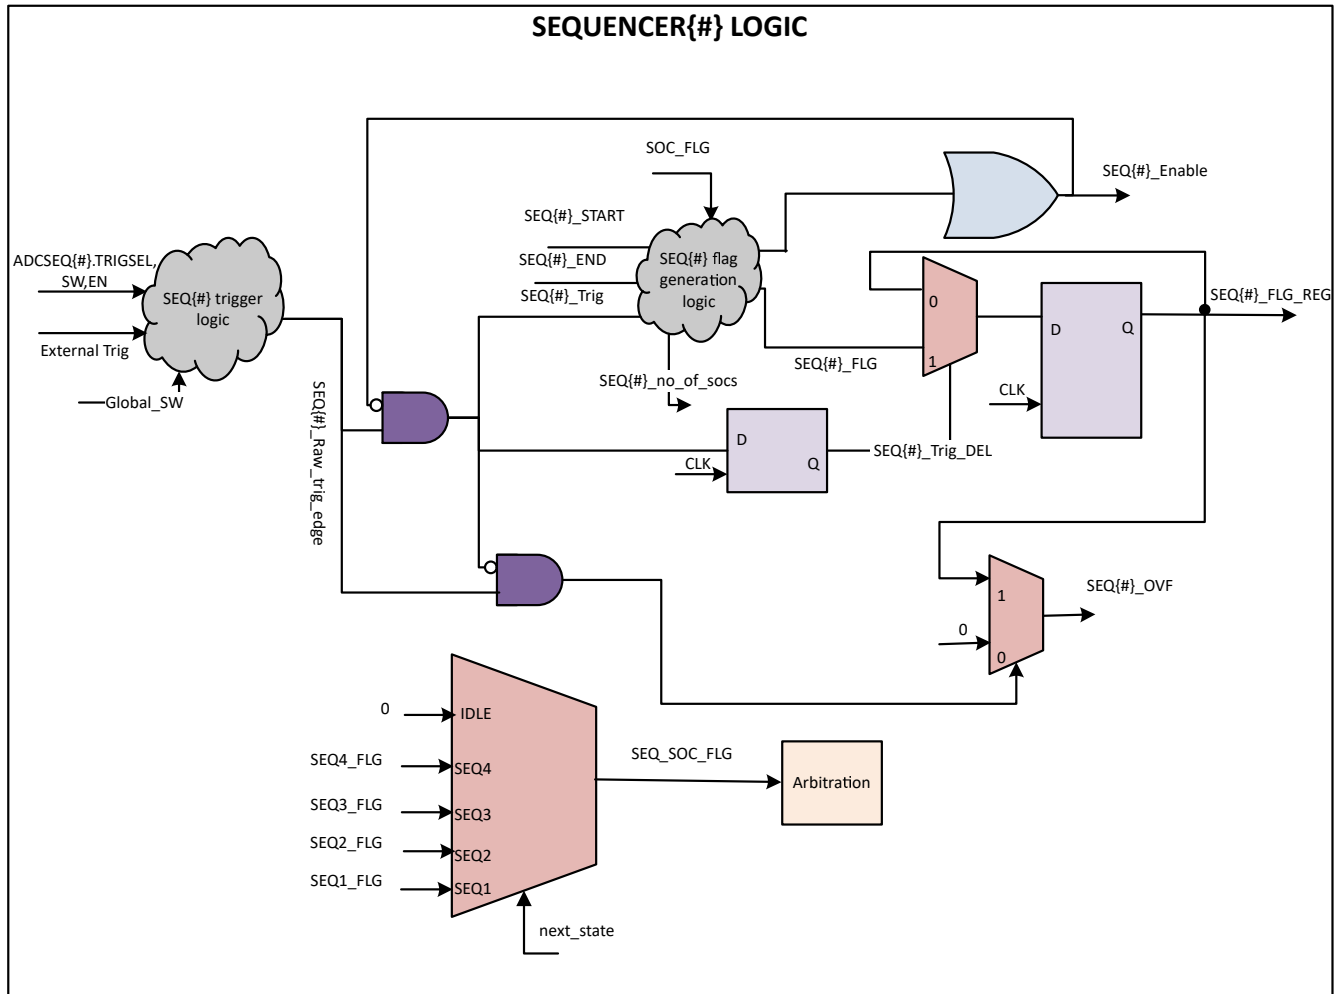 SEQUENCER{#} LOGIC
SOC_FLG
SEQ{#}_Enable
SEQ{#}_START
SEQ{#}_END
SEQ{#}_Trig
SEQ{#} flag
generation
logic
ADCSEQ{#}.TRIGSEL,
SW,EN
SEQ{#} trigger
logic
External Trig
Global_SW
0
1
D
Q
SEQ{#}_FLG_REG
SEQ{#}_FLG
CLK
SEQ{#}_no_of_socs
SEQ{#}_Raw_trig_edge
D
Q
CLK
SEQ{#}_Trig_DEL
1
0
0
SEQ{#}_OVF
0
IDLE
SEQ4_FLG
SEQ4
SEQ3_FLG
SEQ3
SEQ2_FLG
SEQ2
SEQ1_FLG
SEQ1
SEQ_SOC_FLG
Arbitration
next_state